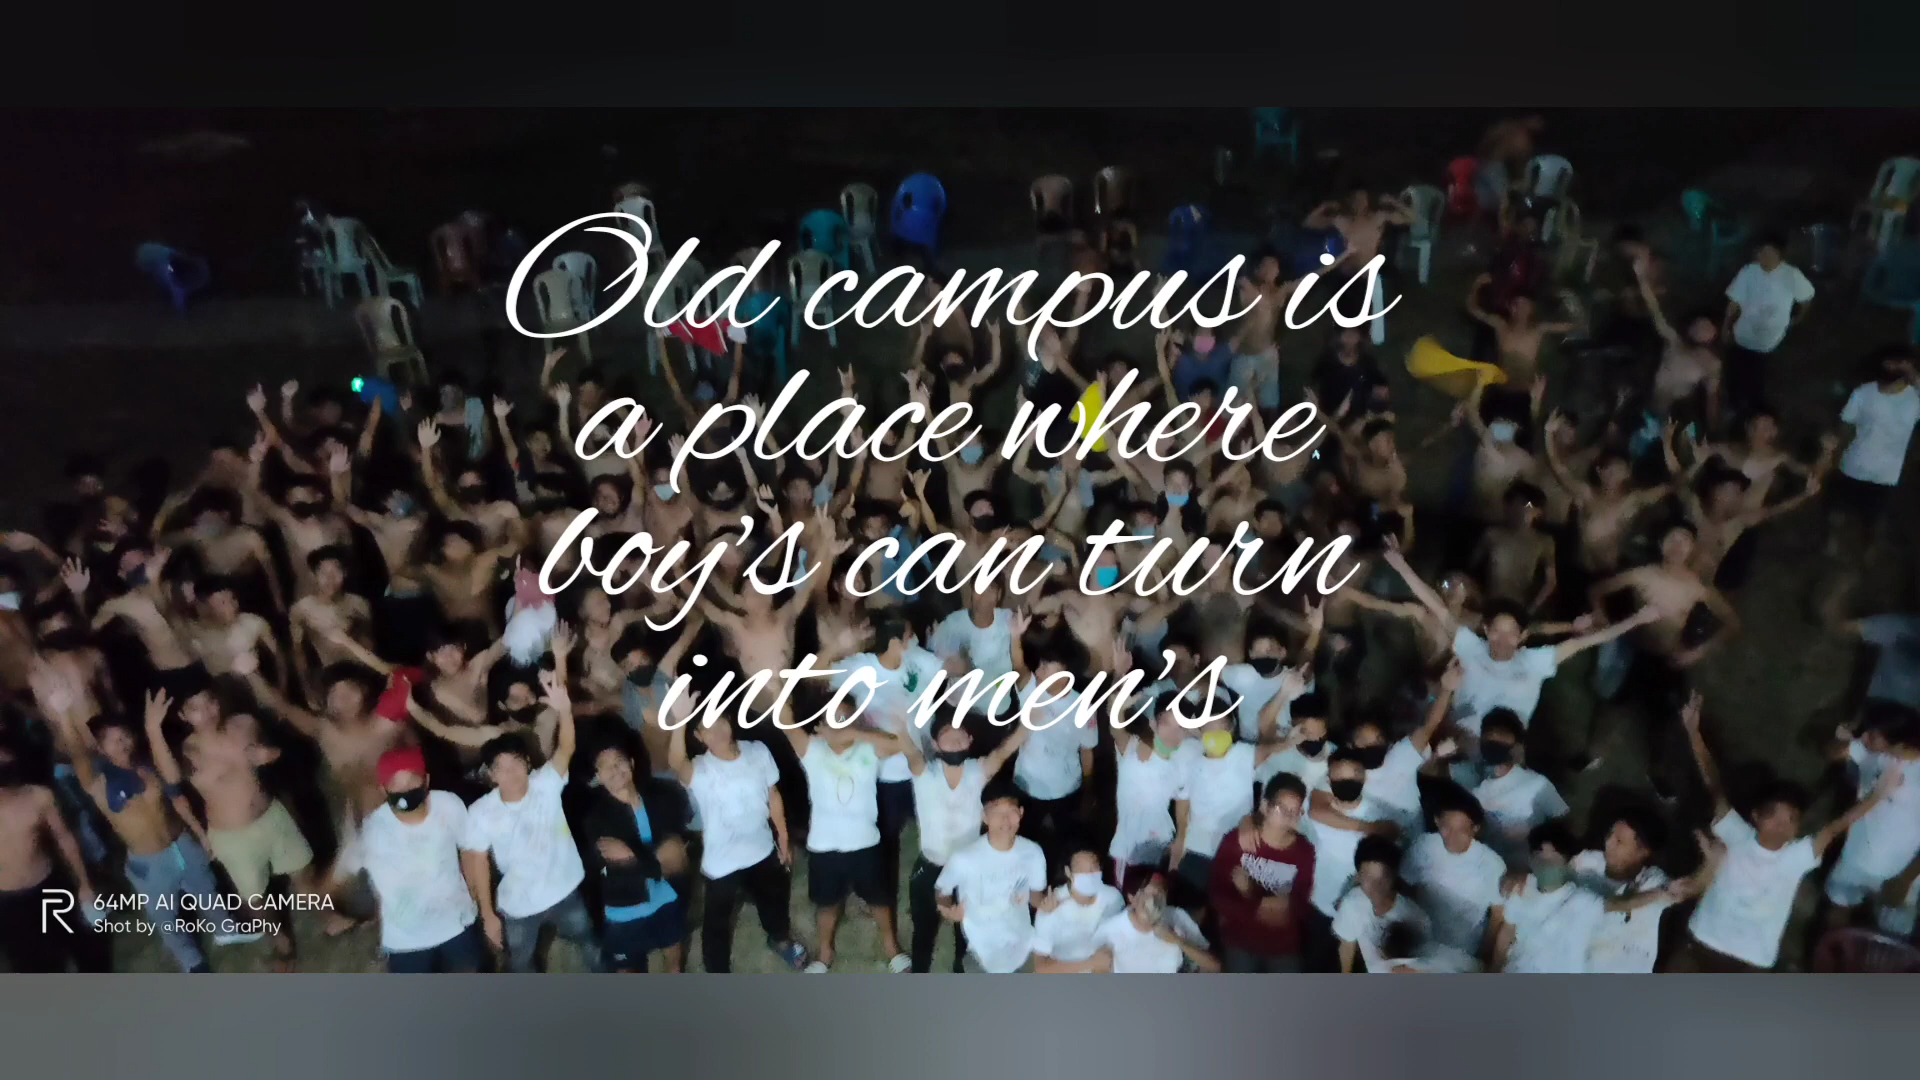 Old campus is
a place where
boy's can turn
into men's
64MP AI QUAD CAMERA
Shot by @RoKo GraPhy